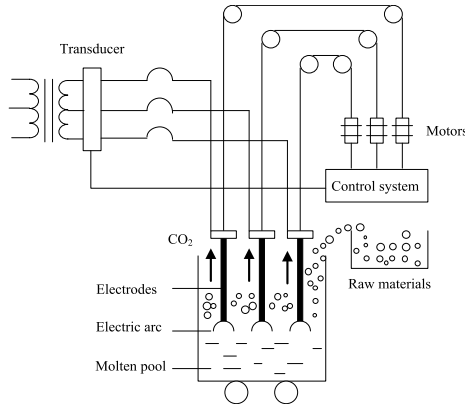 Transducer
Motors
Control system
CO2
Raw materials
Electrodes
Electric arc
Molten pool